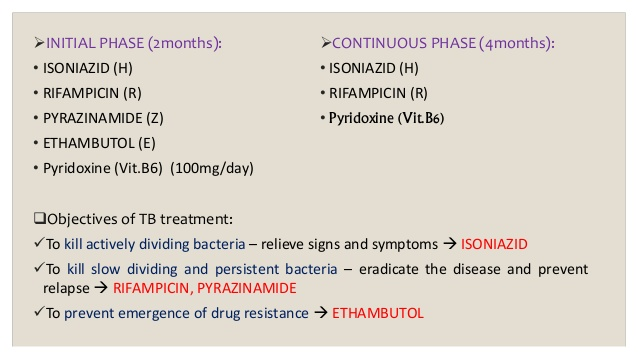 ➢INITIAL PHASE (2months):
• ISONIAZID (H)
• RIFAMPICIN (R)
• PYRAZINAMIDE (Z)
• ETHAMBUTOL (E)
• Pyridoxine (Vit.B6) (100mg/day)
➢CONTINUOUS PHASE (4months):
• ISONIAZID (H)
• RIFAMPICIN (R)
• Pyridoxine (Vit.B6)
❑Objectives of TB treatment:
✓To kill actively dividing bacteria – relieve signs and symptoms → ISONIAZID
✓To kill slow dividing and persistent bacteria – eradicate the disease and prevent
relapse → RIFAMPICIN, PYRAZINAMIDE
✓To prevent emergence of drug resistance → ETHAMBUTOL